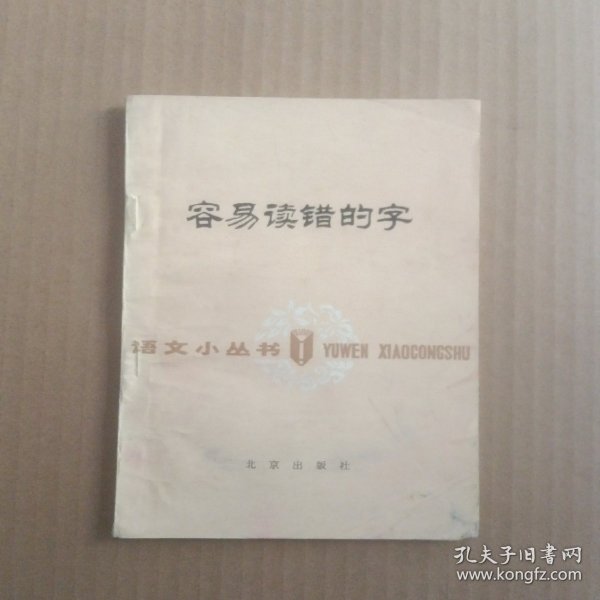 容易读错的字
语文小丛书 YUWEN XIAOCONGSHU
北京出版社
孔夫子旧书网
www.kongfz.com